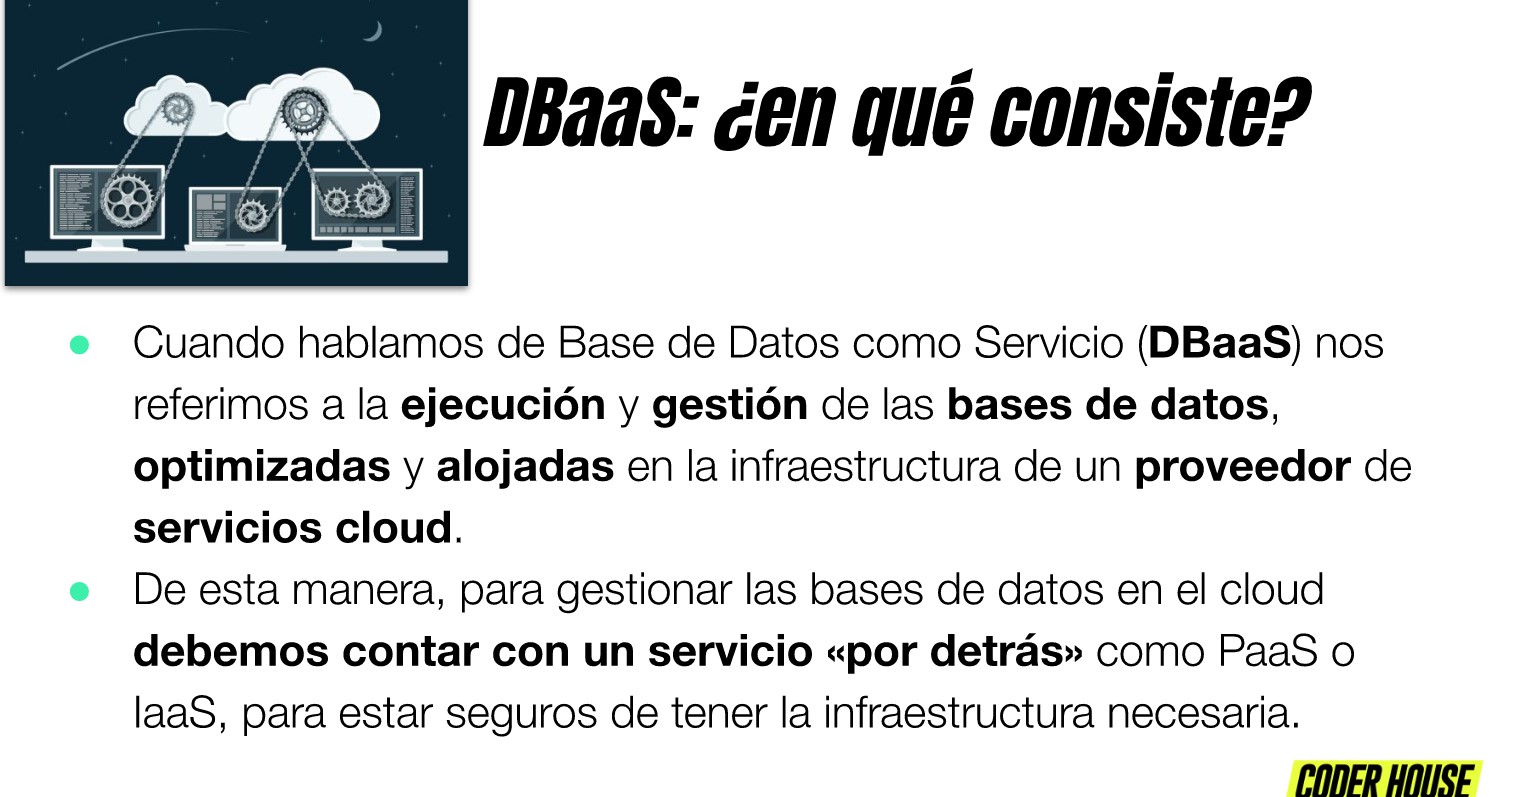 DBaaS: ¿en qué consiste?
● Cuando hablamos de Base de Datos como Servicio (DBaaS) nos
referimos a la ejecución y gestión de las bases de datos,
optimizadas y alojadas en la infraestructura de un proveedor de
servicios cloud.
● De esta manera, para gestionar las bases de datos en el cloud
debemos contar con un servicio «por detrás» como PaaS o
IaaS, para estar seguros de tener la infraestructura necesaria.
CODER HOUSE